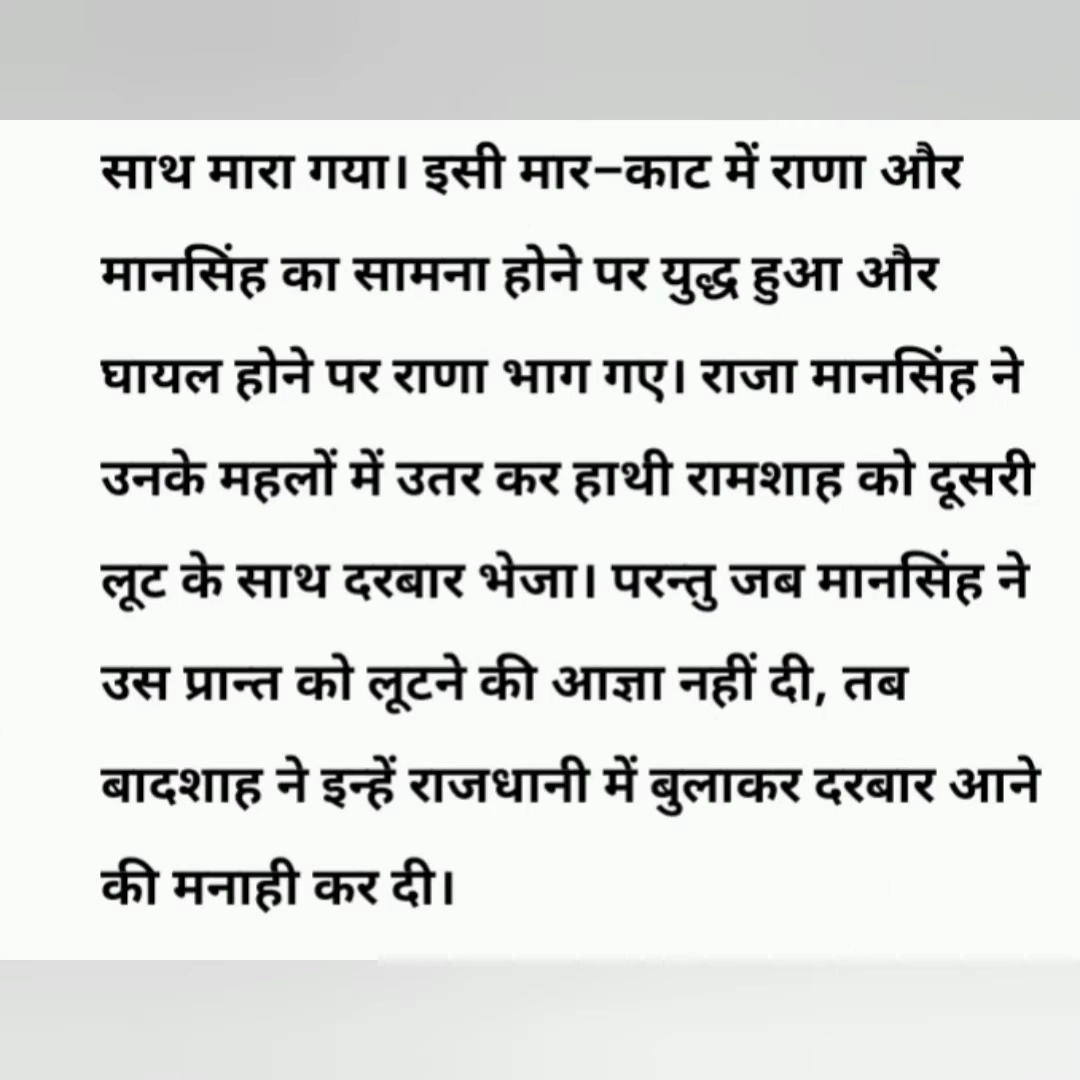 साथ मारा गया। इसी मार–काट में राणा और
मानसिंह का सामना होने पर युद्ध हुआ और
घायल होने पर राणा भाग गए। राजा मानसिंह ने
उनके महलों में उतर कर हाथी रामशाह को दूसरी
लूट के साथ दरबार भेजा। परन्तु जब मानसिंह ने
उस प्रान्त को लूटने की आज्ञा नहीं दी, तब
बादशाह ने इन्हें राजधानी में बुलाकर दरबार आने
की मनाही कर दी।